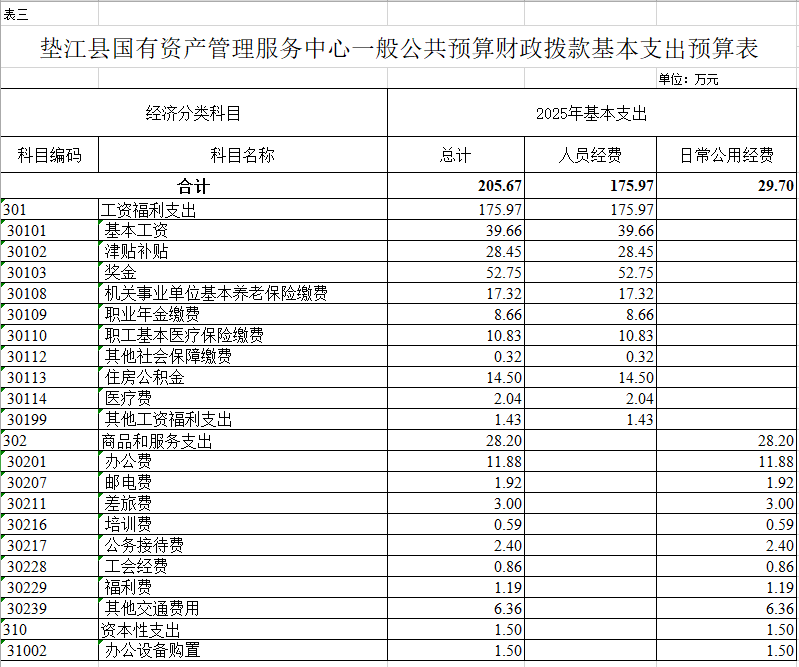 表三
垫江县国有资产管理服务中心一般公共预算财政拨款基本支出预算表
单位：万元
经济分类科目 2025年基本支出
科目编码 科目名称 总计 人员经费 日常公用经费
合计 205.67 175.97 29.70
301 工资福利支出 175.97 175.97
30101 基本工资 39.66 39.66
30102 津贴补贴 28.45 28.45
30103 奖金 52.75 52.75
30108 机关事业单位基本养老保险缴费 17.32 17.32
30109 职业年金缴费 8.66 8.66
30110 职工基本医疗保险缴费 10.83 10.83
30112 其他社会保障缴费 0.32 0.32
30113 住房公积金 14.50 14.50
30114 医疗费 2.04 2.04
30199 其他工资福利支出 1.43 1.43
302 商品和服务支出 28.20 28.20
30201 办公费 11.88 11.88
30207 邮电费 1.92 1.92
30211 差旅费 3.00 3.00
30216 培训费 0.59 0.59
30217 公务接待费 2.40 2.40
30228 工会经费 0.86 0.86
30229 福利费 1.19 1.19
30239 其他交通费用 6.36 6.36
310 资本性支出 1.50 1.50
31002 办公设备购置 1.50 1.50